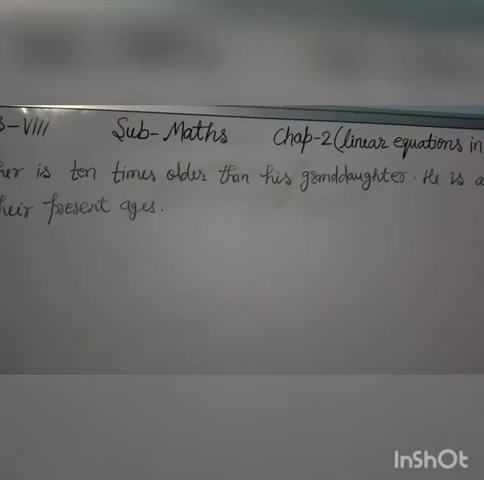 -VIII Sub-Maths Chap-2(linear equations in
her is ten times older than his granddaughter. He is a
heir present ages.
InShOt